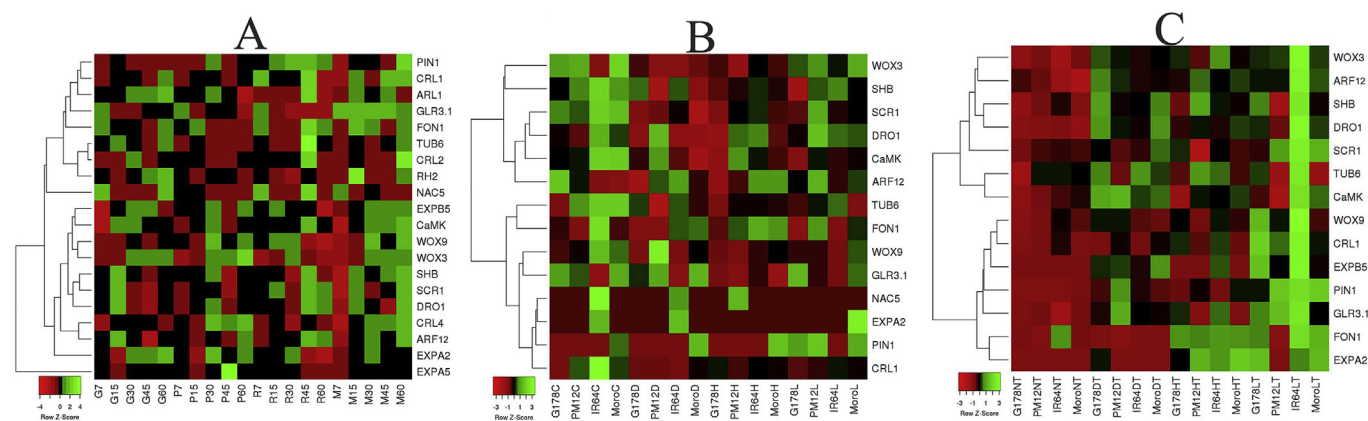 A
PIN1
CRL1
ARL1
GLR3.1
FON1
TUB6
CRL2
RH2
NAC5
EXPB5
CaMK
WOX9
WOX3
SHB
SCR1
DRO1
CRL4
ARF12
EXPA2
EXPA5
G7 G15 G30 G45 G60 P7 P15 P30 P45 P60 R7 R15 R30 R45 R60 M7 M15 M30 M45 M60
-4 0 2 4
Row Z-Score
B
WOX3
SHB
SCR1
DRO1
CaMK
ARF12
TUB6
FON1
WOX9
GLR3.1
NAC5
EXPA2
PIN1
CRL1
G178C PM12C IR64C MoroC G178D PM12D IR64D MoroD G178H PM12H IR64H MoroH G178L PM12L IR64L MoroL
-3 -1 1 3
Row Z-Score
C
WOX3
ARF12
SHB
DRO1
SCR1
TUB6
CaMK
WOX9
CRL1
EXPB5
PIN1
GLR3.1
FON1
EXPA2
G178NT PM12NT IR64NT MoroNT G178DT PM12DT IR64DT MoroDT G178HT PM12HT IR64HT MoroHT G178LT PM12LT IR64LT MoroLT
-3 -1 1 3
Row Z-Score